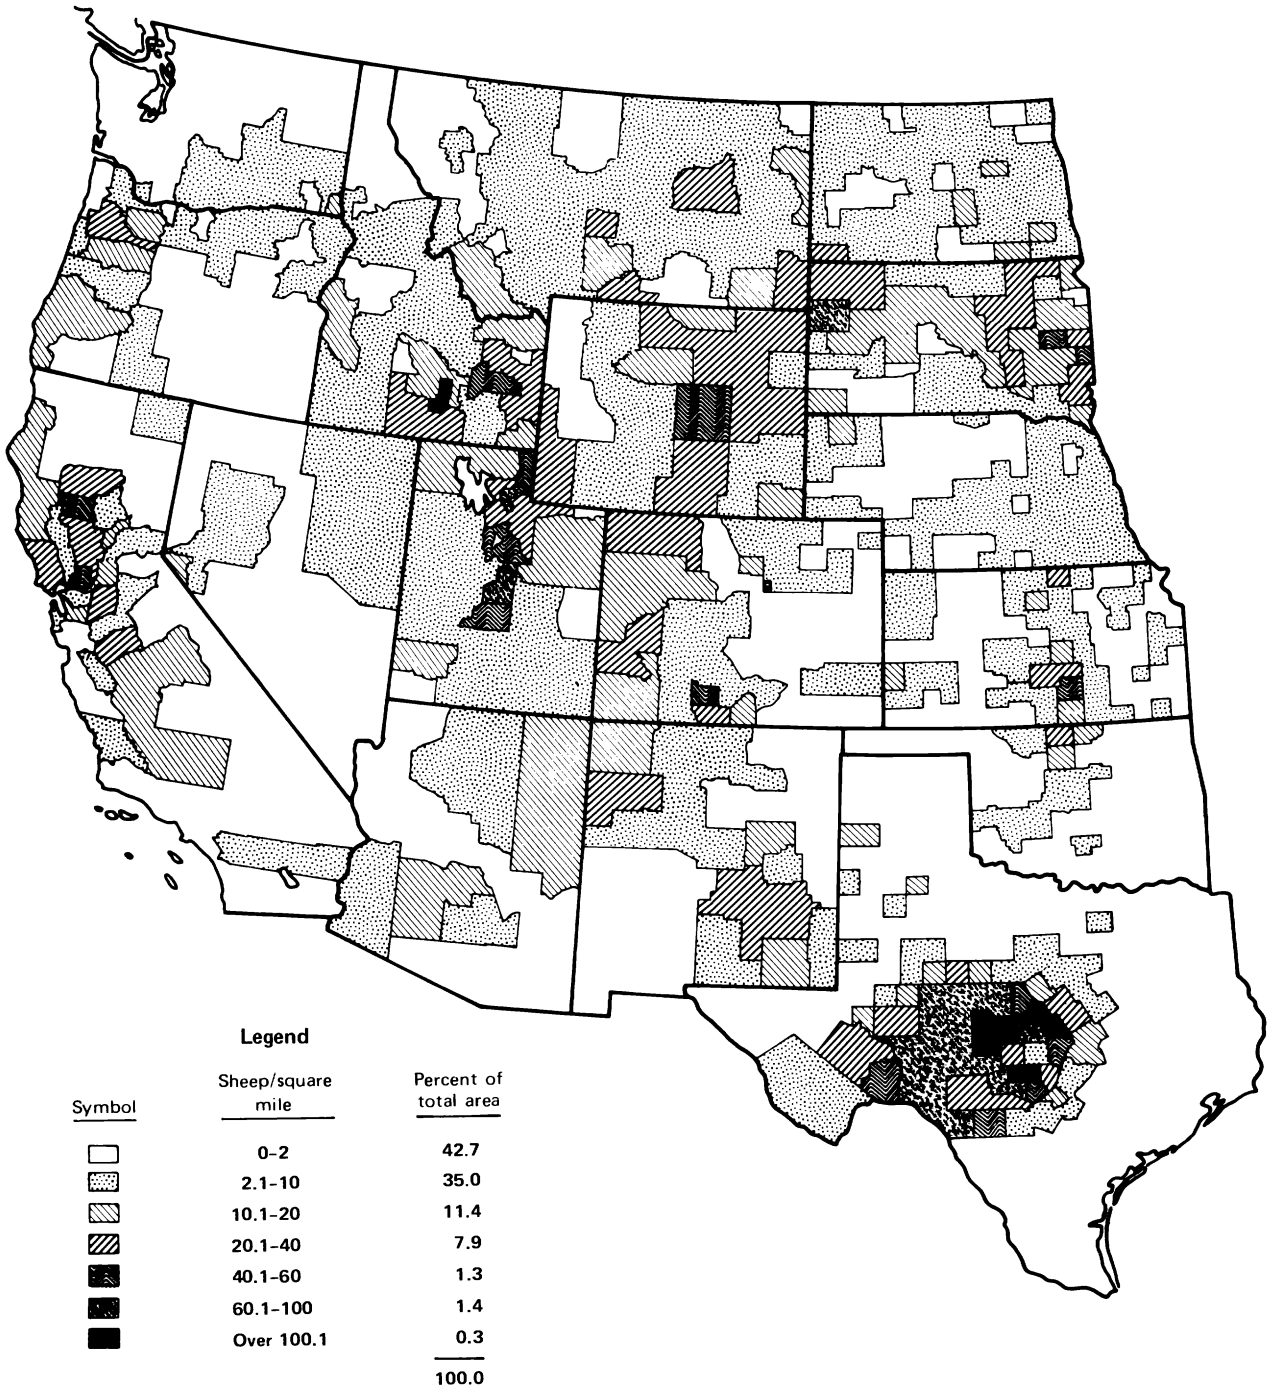 Legend
Symbol Sheep/square mile Percent of total area
0-2 42.7
2.1-10 35.0
10.1-20 11.4
20.1-40 7.9
40.1-60 1.3
60.1-100 1.4
Over 100.1 0.3
100.0